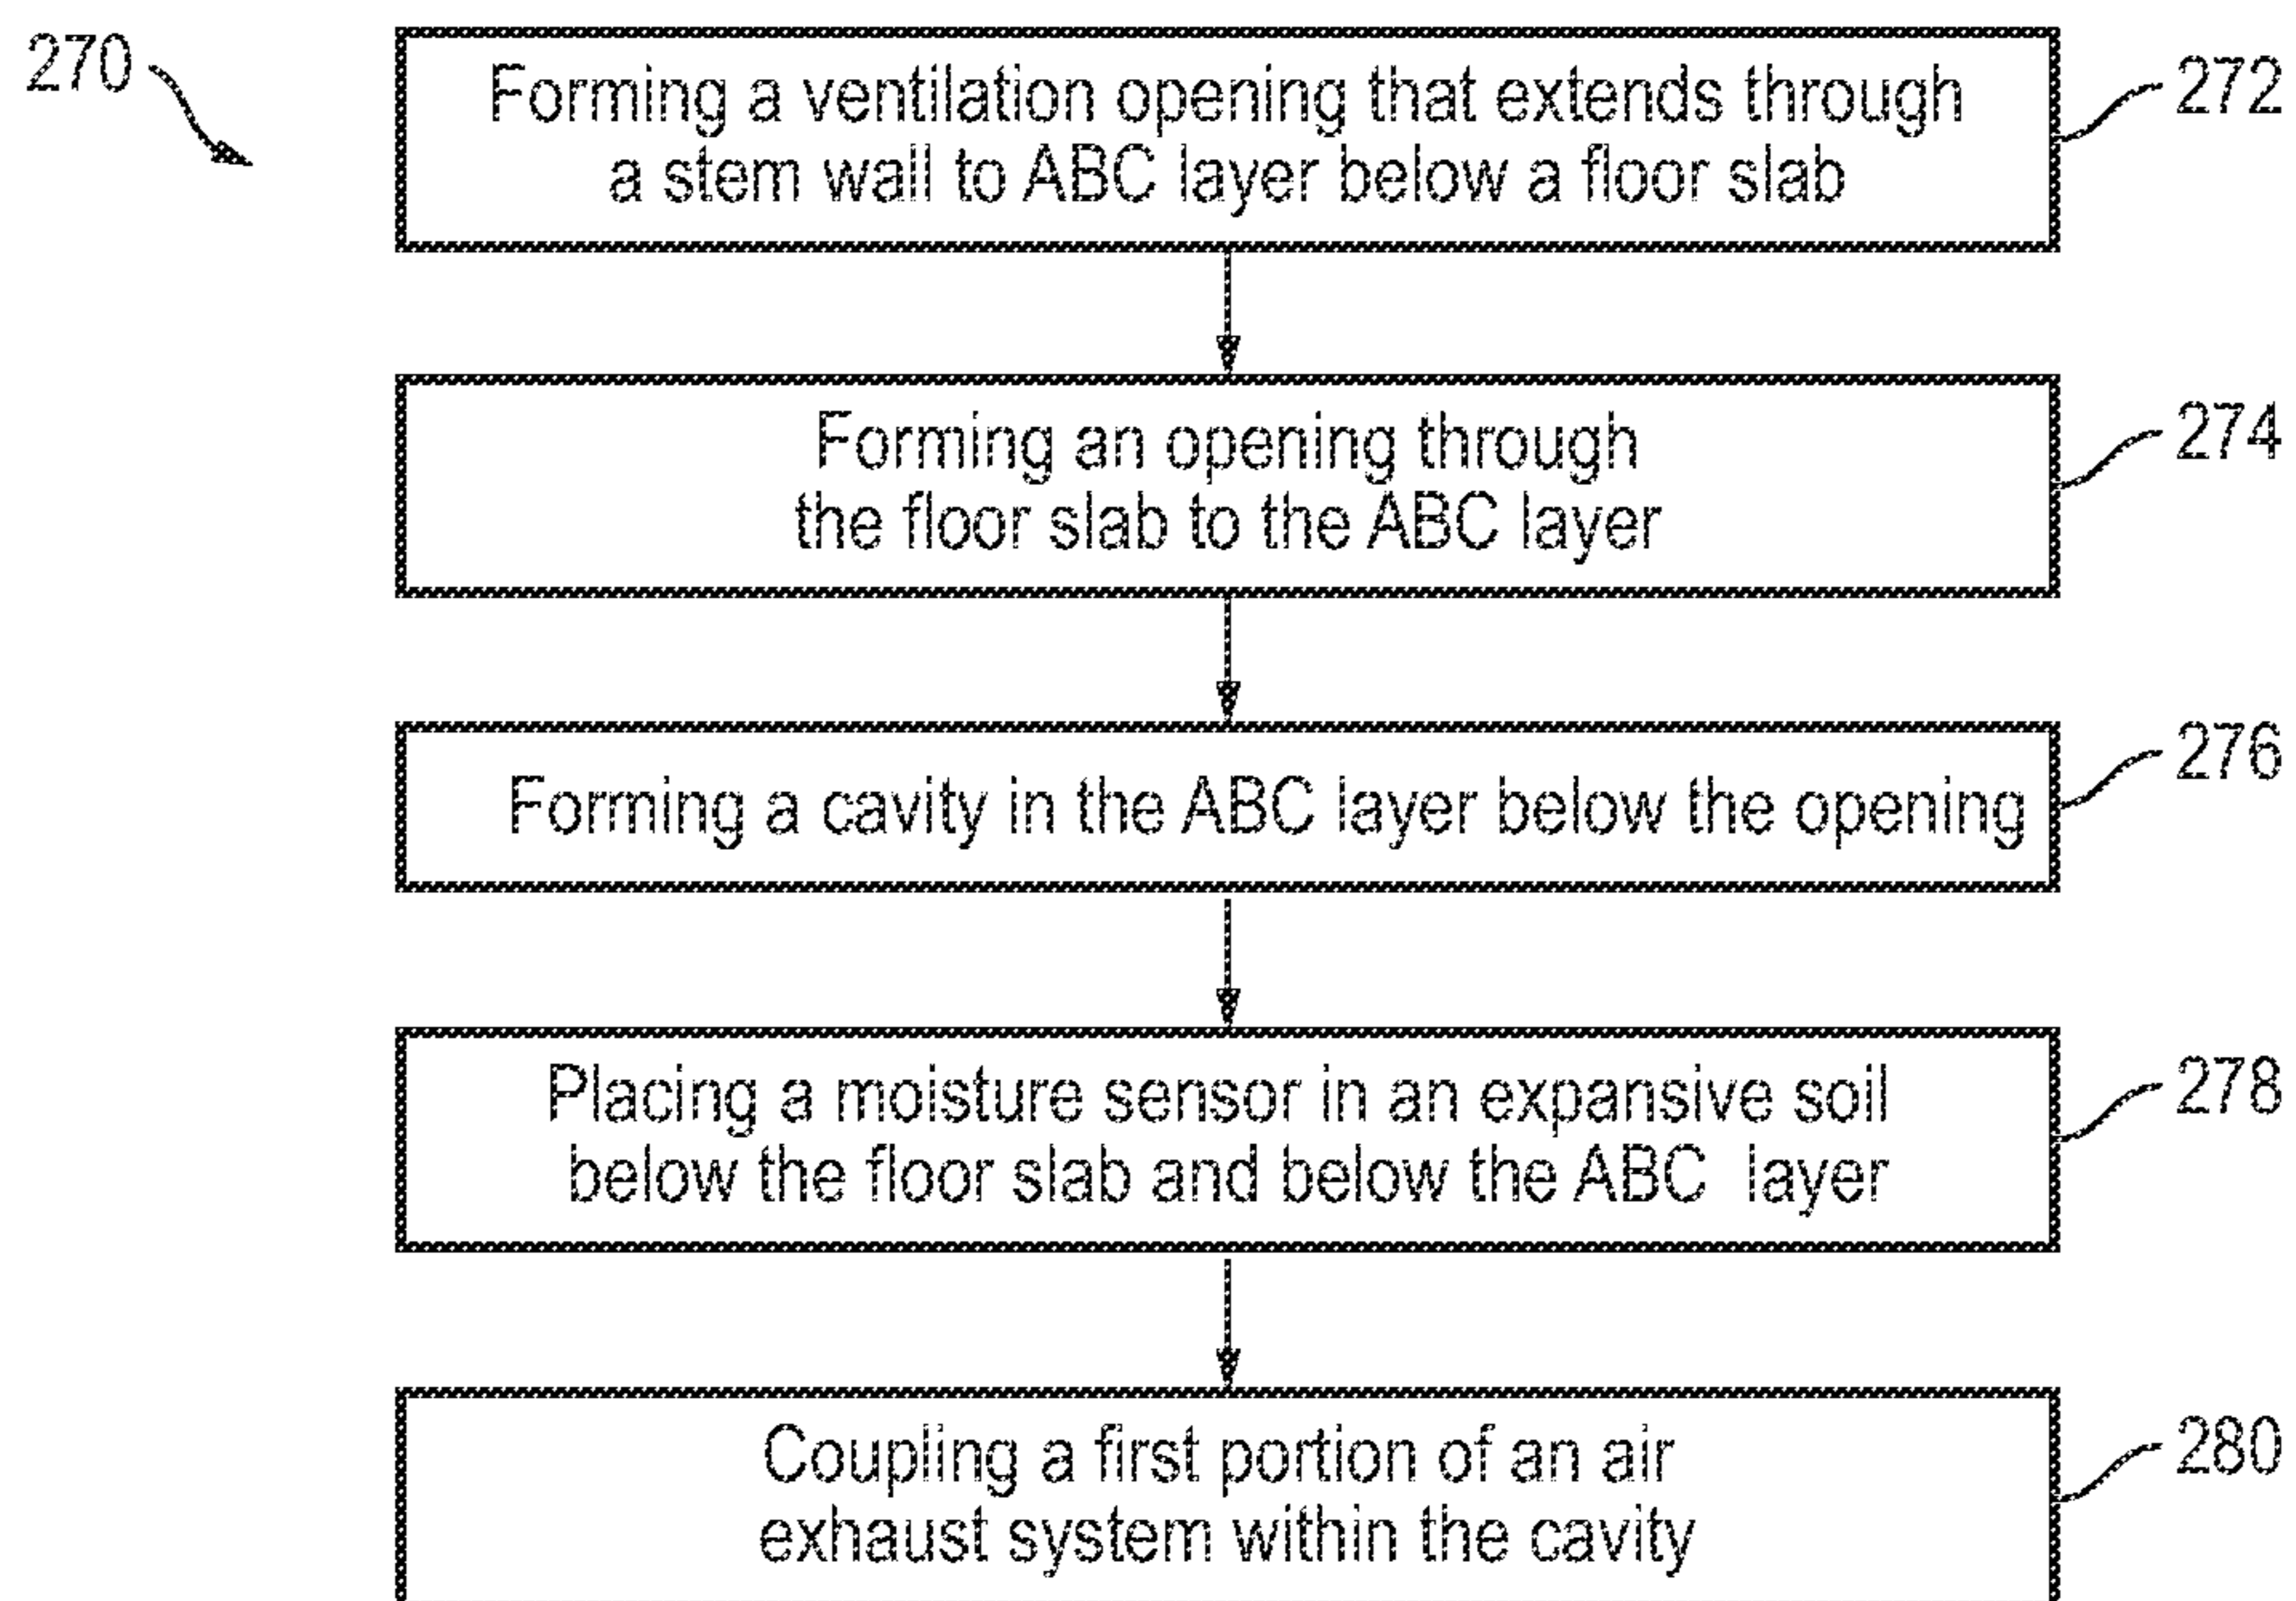 270
Forming a ventilation opening that extends through
a stem wall to ABC layer below a floor slab
272
Forming an opening through
the floor slab to the ABC layer
274
Forming a cavity in the ABC layer below the opening
276
Placing a moisture sensor in an expansive soil
below the floor slab and below the ABC layer
278
Coupling a first portion of an air
exhaust system within the cavity
280